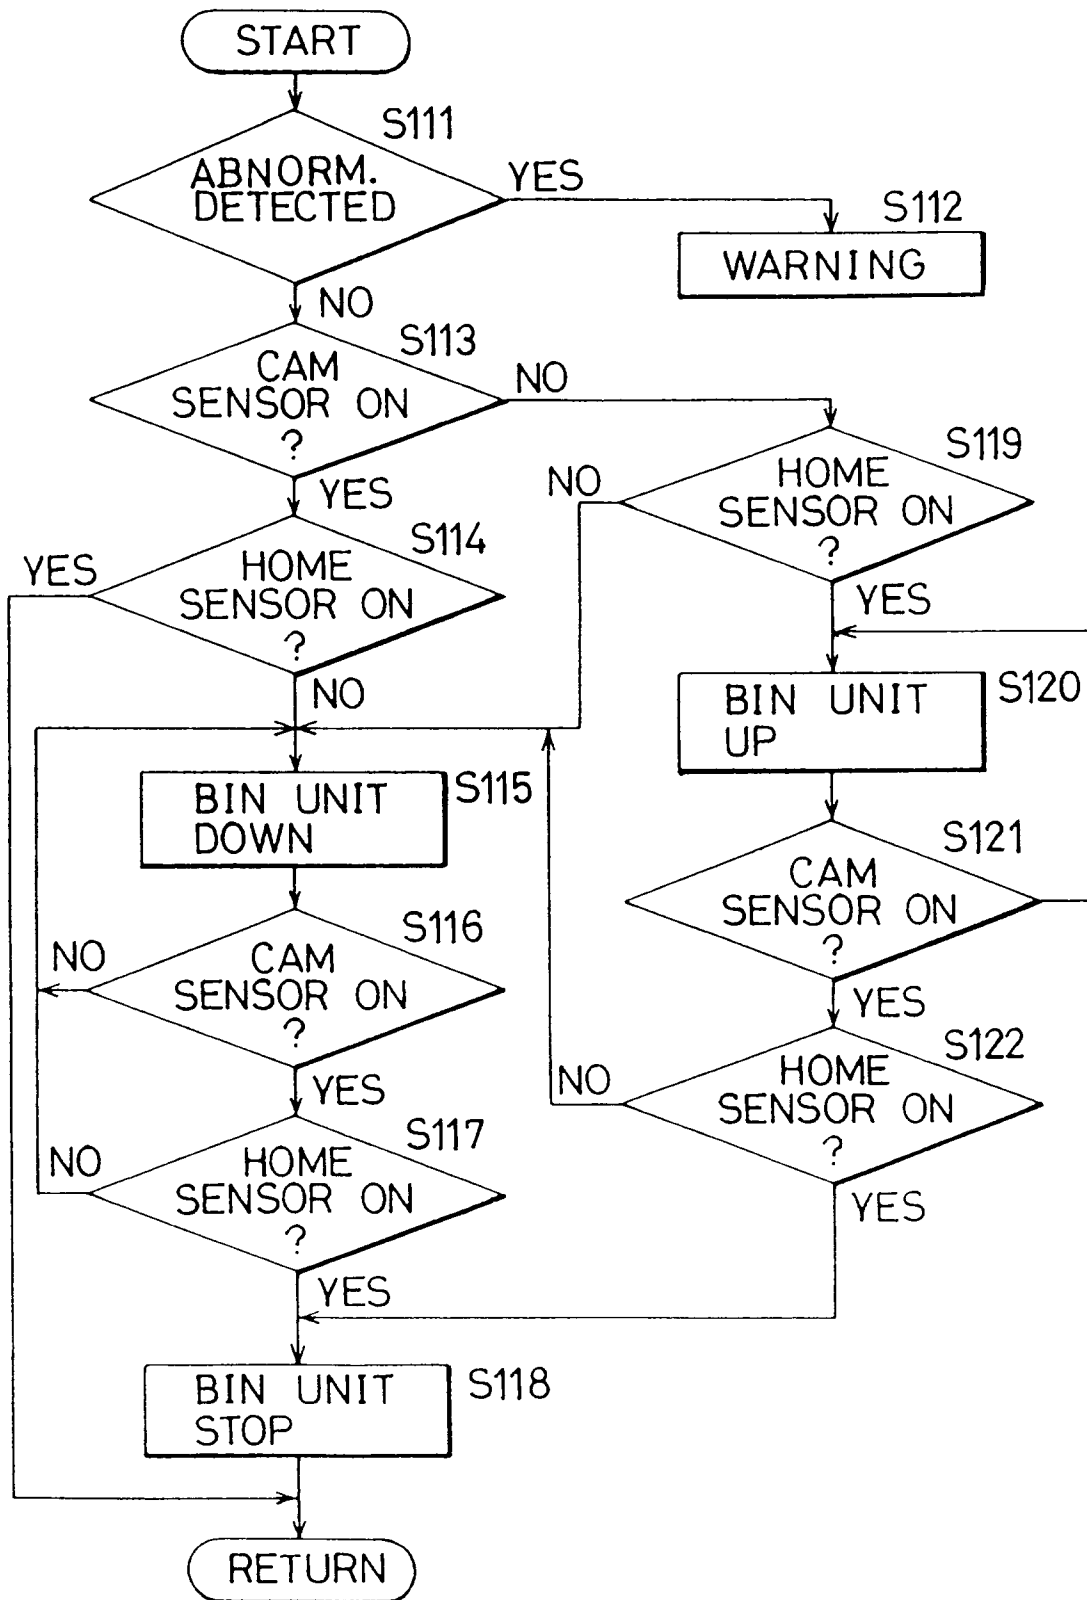 START
S111
ABNORM.
DETECTED
YES
S112
WARNING
NO
S113
CAM
SENSOR ON
?
NO
S119
HOME
SENSOR ON
?
NO
YES
YES
S114
HOME
SENSOR ON
?
YES
NO
S120
BIN UNIT
UP
S115
BIN UNIT
DOWN
S121
CAM
SENSOR ON
?
YES
S116
CAM
SENSOR ON
?
NO
YES
S122
HOME
SENSOR ON
?
NO
YES
S117
HOME
SENSOR ON
?
NO
YES
S118
BIN UNIT
STOP
RETURN